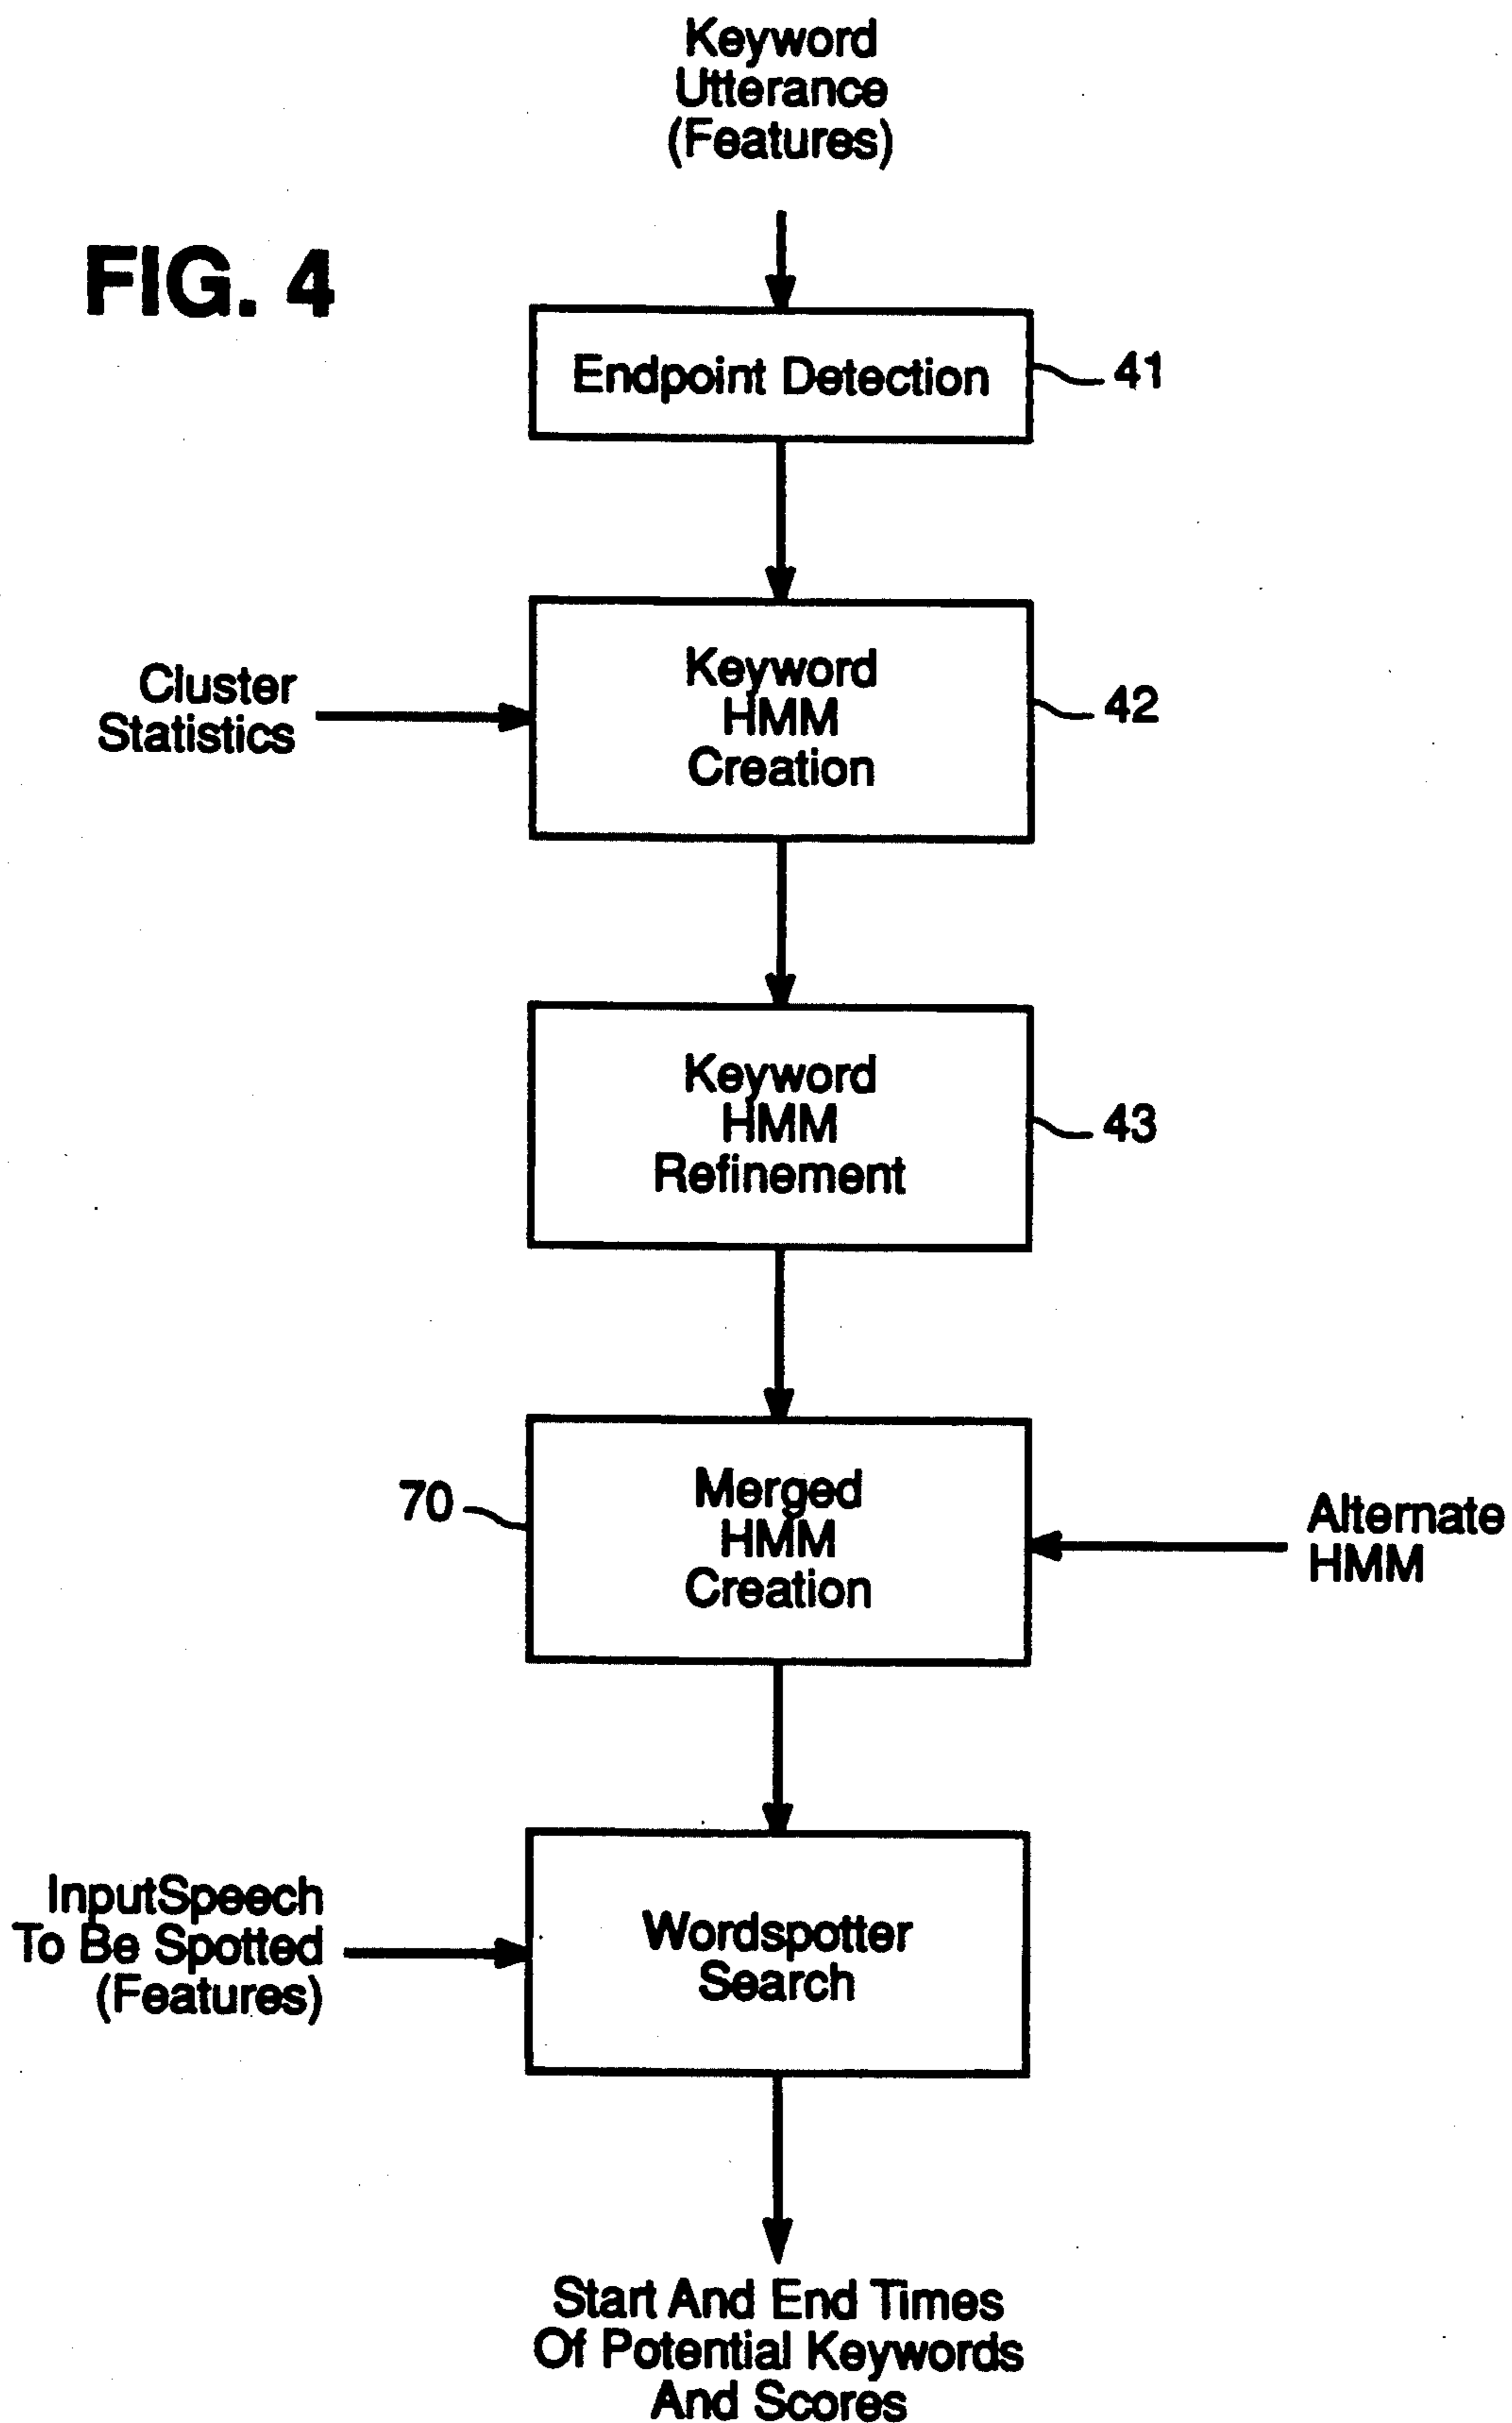 Keyword
Utterance
(Features)
FIG. 4
Endpoint Detection
41
Cluster
Statistics
Keyword
HMM
Creation
42
Keyword
HMM
Refinement
43
70
Merged
HMM
Creation
Alternate
HMM
InputSpeech
To Be Spotted
(Features)
Wordspotter
Search
Start And End Times
Of Potential Keywords
And Scores